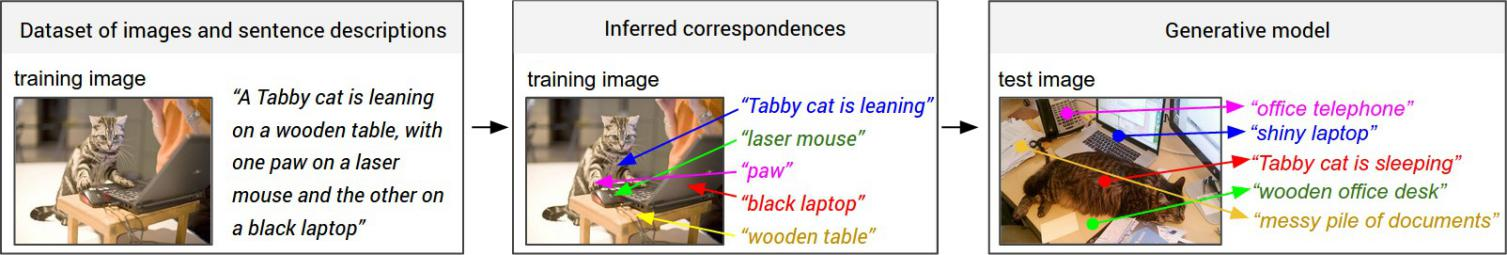 Dataset of images and sentence descriptions
training image
“A Tabby cat is leaning
on a wooden table, with
one paw on a laser
mouse and the other on
a black laptop”
Inferred correspondences
training image
“Tabby cat is leaning”
“laser mouse”
“paw”
“black laptop”
“wooden table”
Generative model
test image
“office telephone”
“shiny laptop”
“Tabby cat is sleeping”
“wooden office desk”
“messy pile of documents”